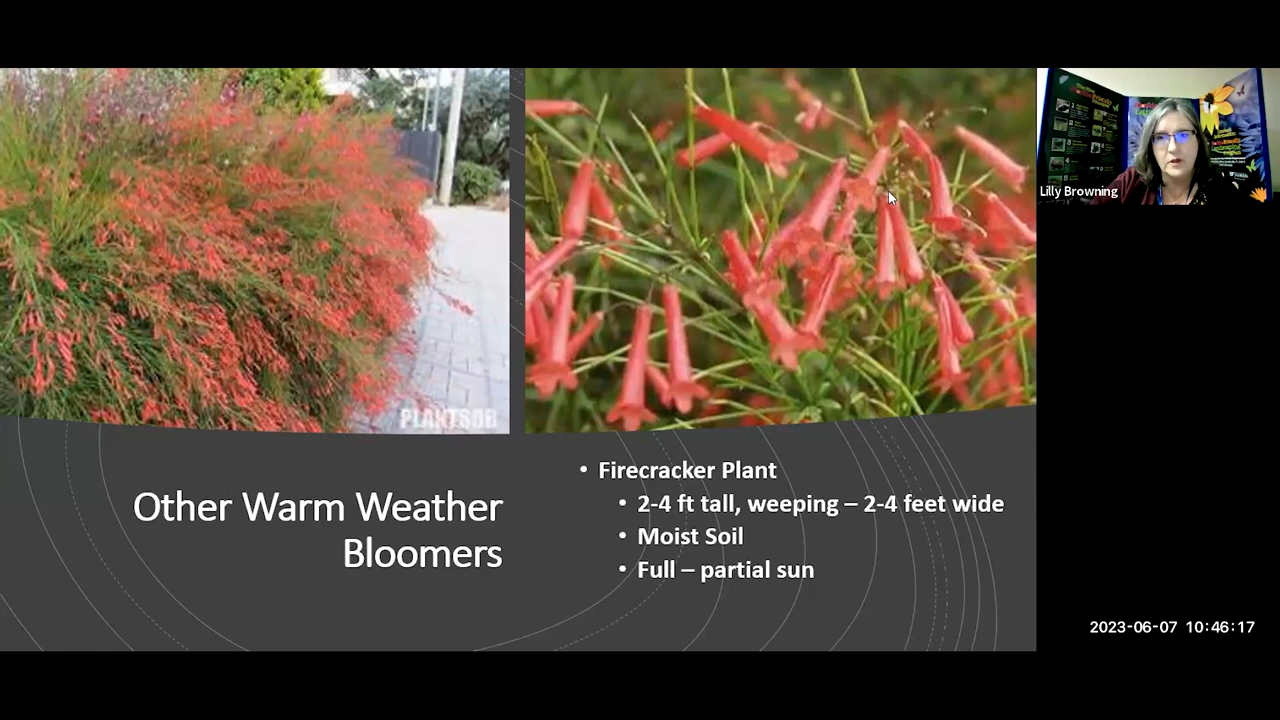 PLANTSOB
Other Warm Weather
Bloomers
• Firecracker Plant
• 2-4 ft tall, weeping – 2-4 feet wide
• Moist Soil
• Full – partial sun
Lilly Browning
2023-06-07 10:46:17